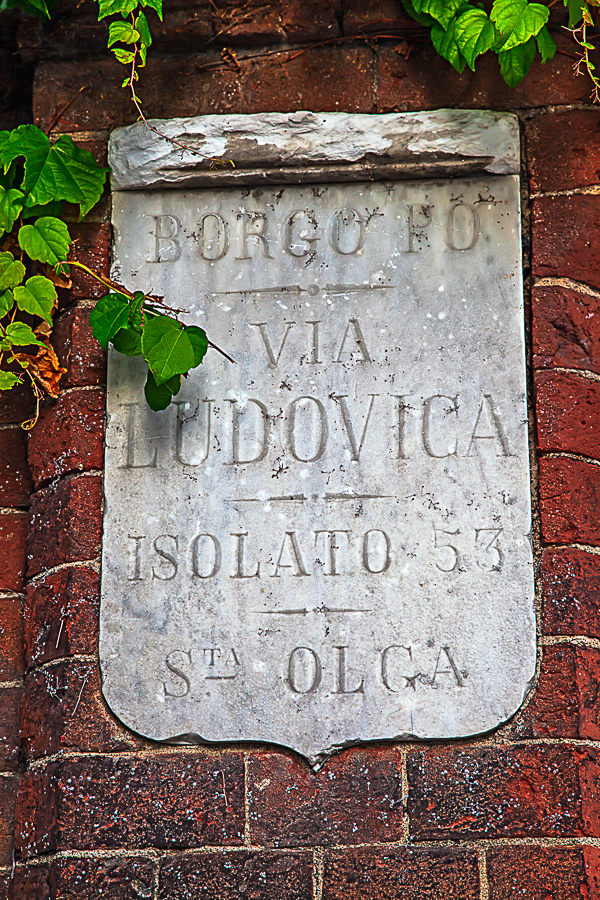 BORGO PO
VIA
LUDOVICA
ISOLATO 53
STA OLGA